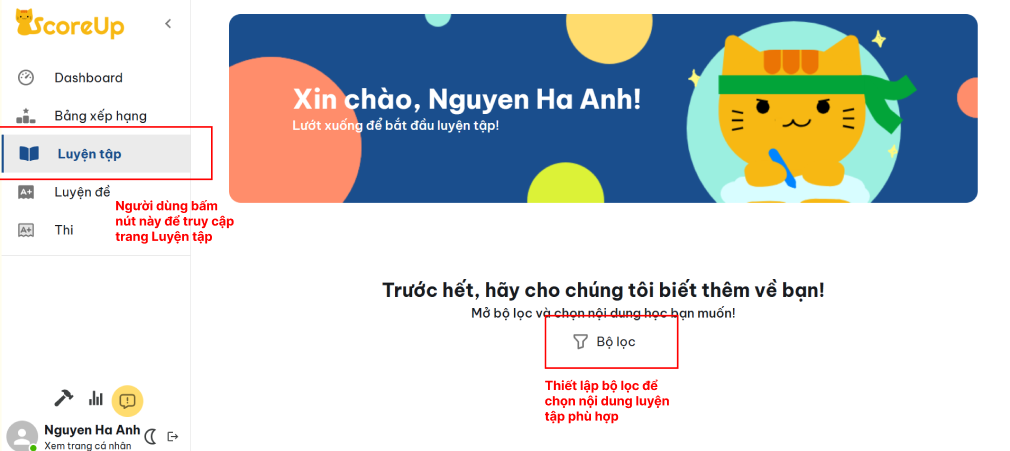 ScoreUp
Dashboard
Bảng xếp hạng
Luyện tập
Luyện đề
Thi
Người dùng bấm
nút này để truy cập
trang Luyện tập
Nguyen Ha Anh
Xem trang cá nhân
Xin chào, Nguyen Ha Anh!
Lướt xuống để bắt đầu luyện tập!
Trước hết, hãy cho chúng tôi biết thêm về bạn!
Mở bộ lọc và chọn nội dung học bạn muốn!
Bộ lọc
Thiết lập bộ lọc để
chọn nội dung luyện
tập phù hợp